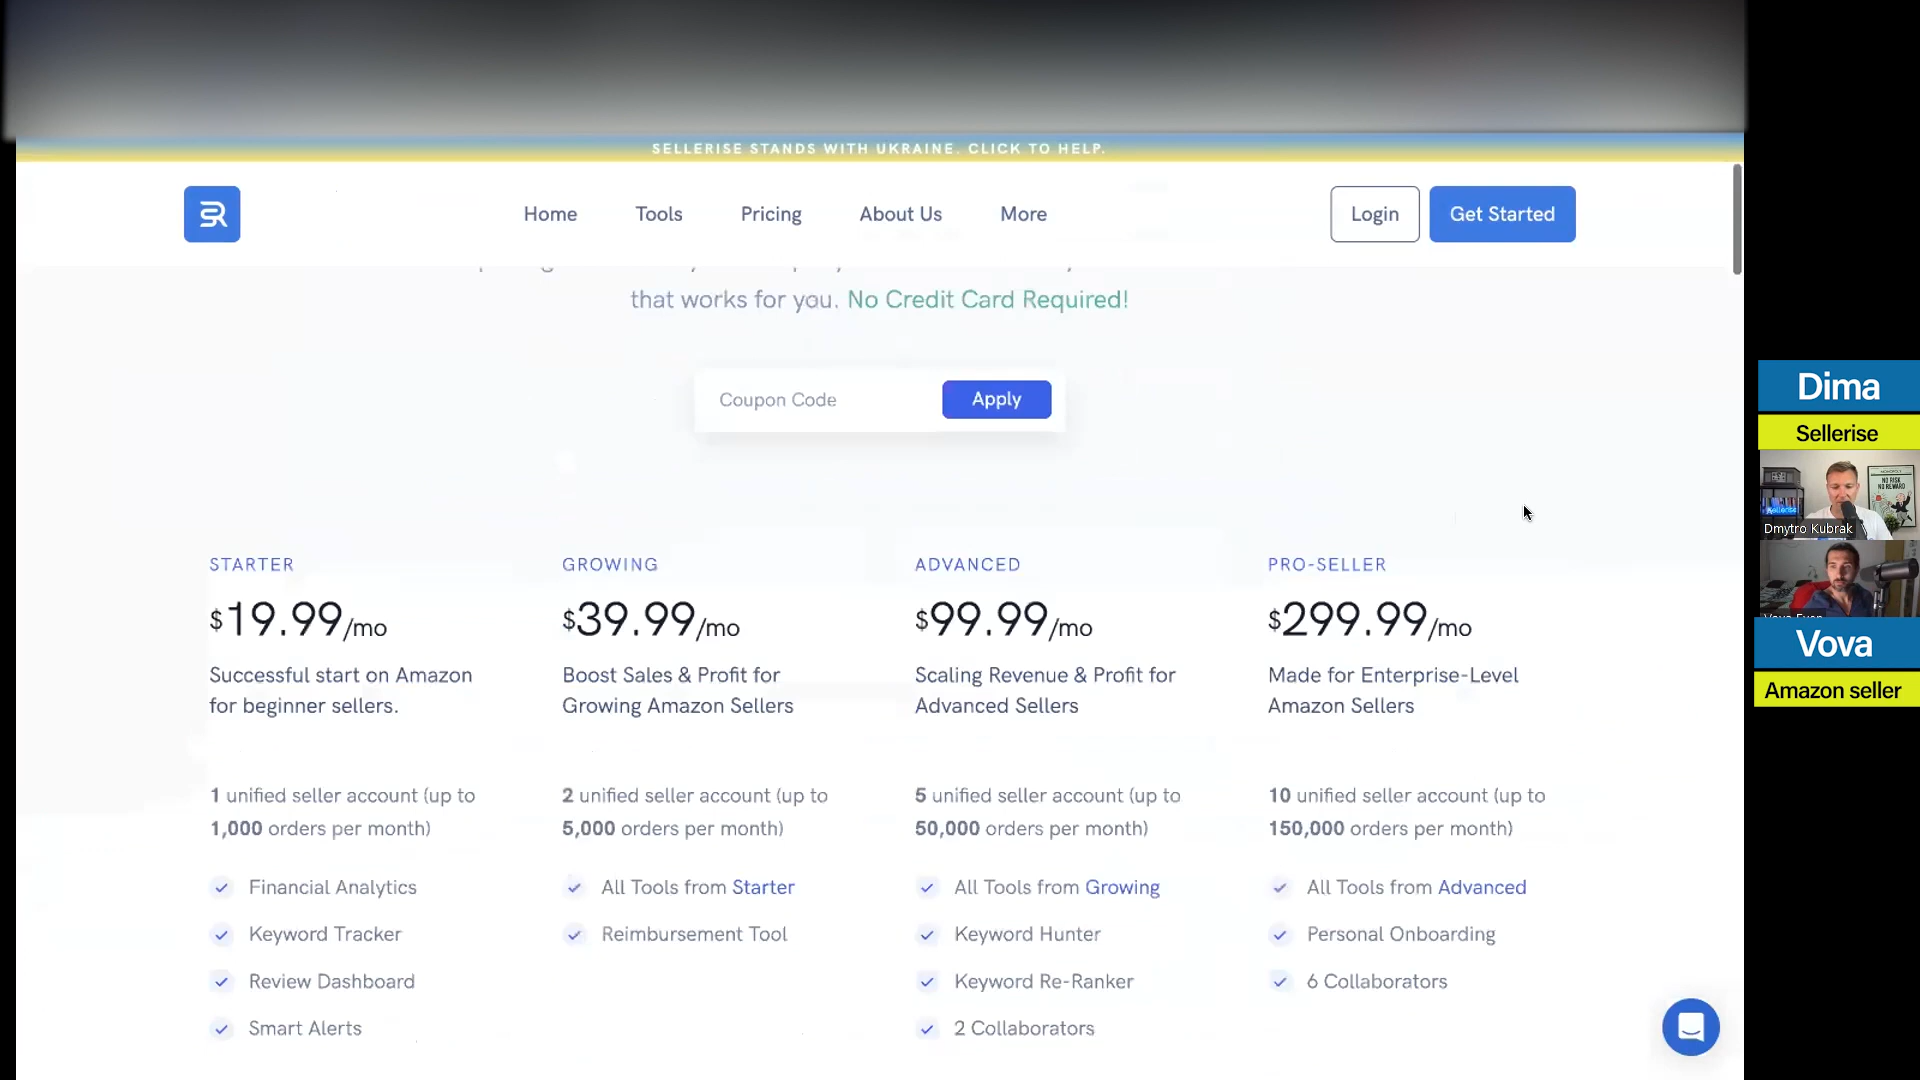 SELLERISE STANDS WITH UKRAINE. CLICK TO HELP.
SR
Home
Tools
Pricing
About Us
More
Login
Get Started
that works for you. No Credit Card Required!
Coupon Code
Apply
STARTER
$19.99/mo
Successful start on Amazon
for beginner sellers.
1 unified seller account (up to
1,000 orders per month)
Financial Analytics
Keyword Tracker
Review Dashboard
Smart Alerts
GROWING
$39.99/mo
Boost Sales & Profit for
Growing Amazon Sellers
2 unified seller account (up to
5,000 orders per month)
All Tools from Starter
Reimbursement Tool
ADVANCED
$99.99/mo
Scaling Revenue & Profit for
Advanced Sellers
5 unified seller account (up to
50,000 orders per month)
All Tools from Growing
Keyword Hunter
Keyword Re-Ranker
2 Collaborators
PRO-SELLER
$299.99/mo
Made for Enterprise-Level
Amazon Sellers
10 unified seller account (up to
150,000 orders per month)
All Tools from Advanced
Personal Onboarding
6 Collaborators
Dima
Sellerise
NO RISK
NO REWARD
Dmytro Kubrak
Vova
Amazon seller